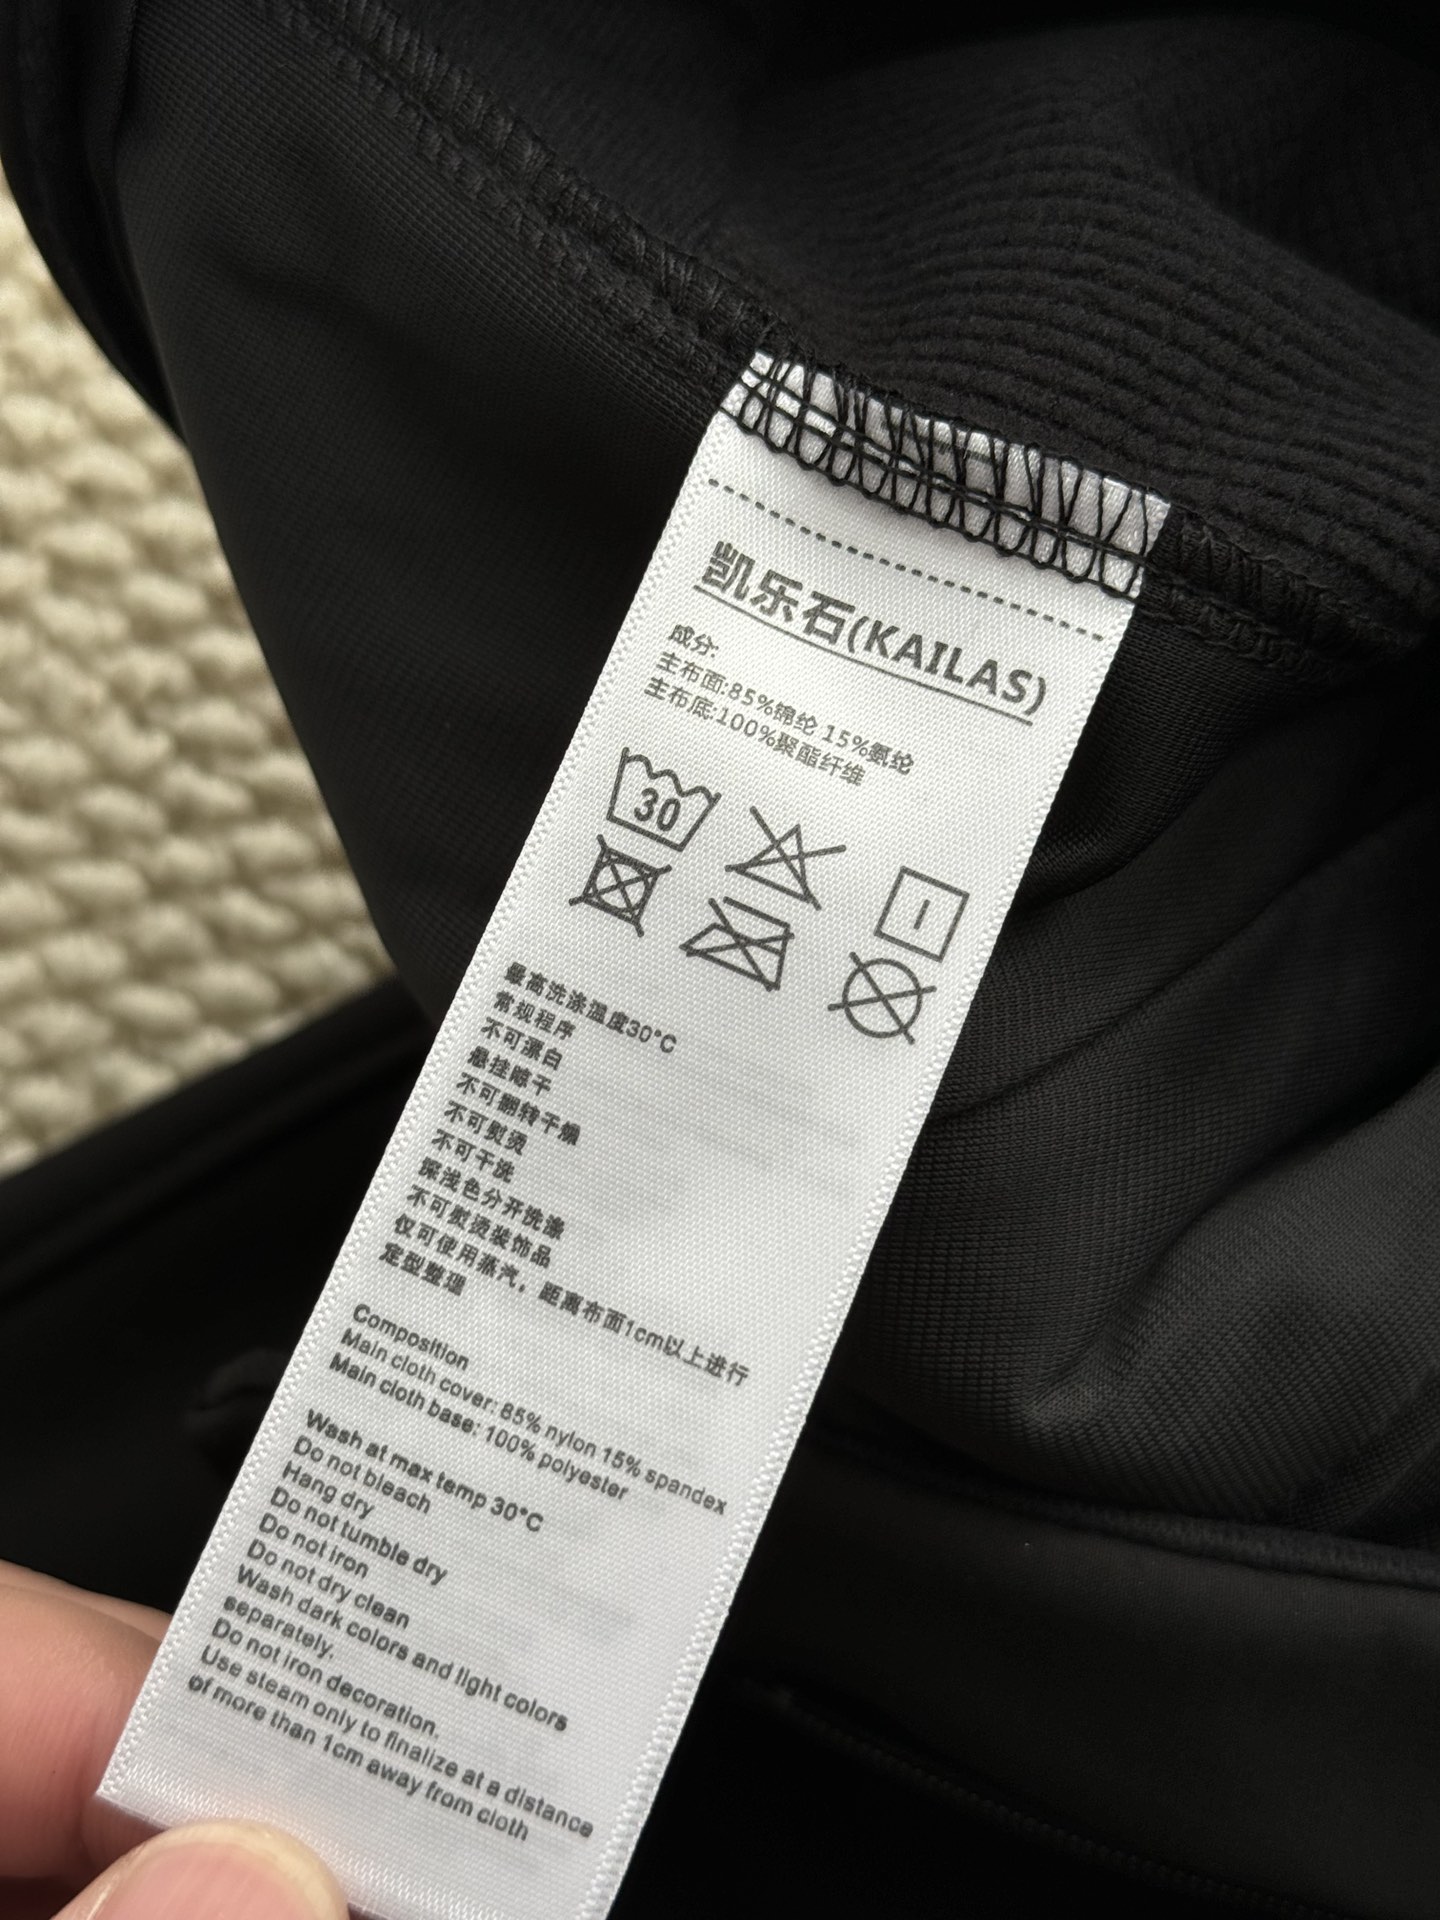 凯乐石(KAILAS)
成分:
主布面:85%锦纶 15%氨纶
主布底:100%聚酯纤维
30
最高洗涤温度30°C
常规程序
不可漂白
悬挂晾干
不可翻转干燥
不可熨烫
不可干洗
深浅色分开洗涤
不可熨烫装饰品
仅可使用蒸汽，距离布面1cm以上进行
定型整理
Composition
Main cloth cover: 85% nylon 15% spandex
Main cloth base: 100% polyester
Wash at max temp 30°C
Do not bleach
Hang dry
Do not tumble dry
Do not iron
Do not dry clean
Wash dark colors and light colors
separately.
Do not iron decoration.
Use steam only to finalize at a distance
of more than 1cm away from cloth